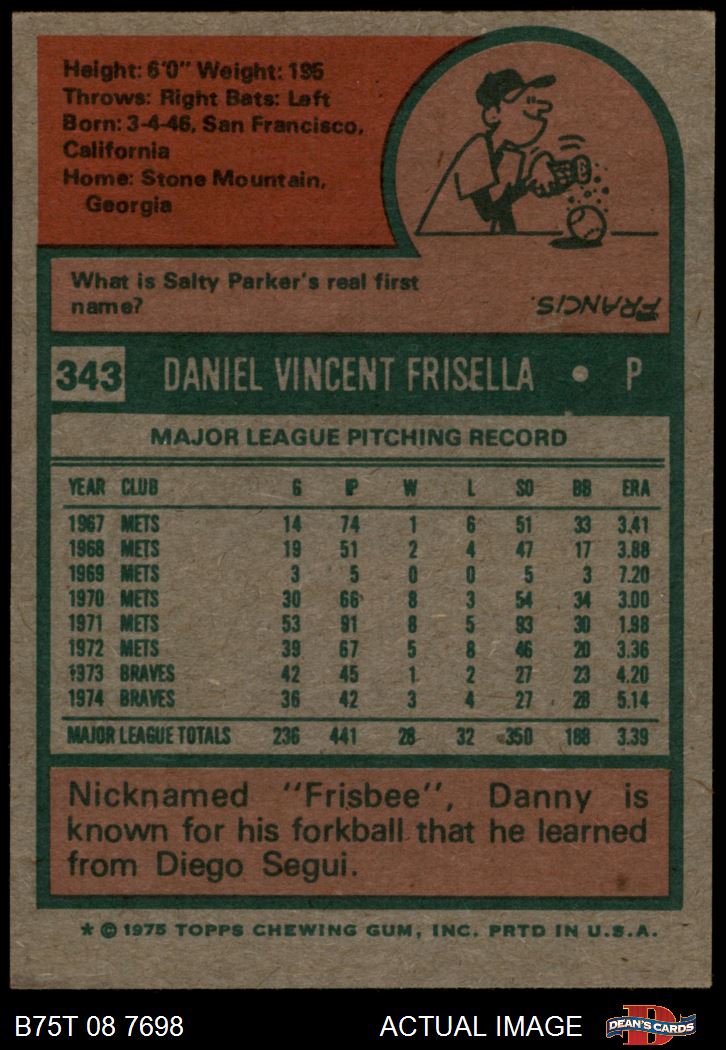 Height: 6'0" Weight: 195
Throws: Right Bats: Left
Born: 3-4-46, San Francisco,
California
Home: Stone Mountain,
Georgia
What is Salty Parker's real first
name?
FRANCIS.
343 DANIEL VINCENT FRISELLA • P
MAJOR LEAGUE PITCHING RECORD
YEAR CLUB G IP W L SO BB ERA
1967 METS 14 74 1 6 51 33 3.41
1968 METS 19 51 2 4 47 17 3.88
1969 METS 3 5 0 0 5 3 7.20
1970 METS 30 66 8 3 54 34 3.00
1971 METS 53 91 8 5 93 30 1.98
1972 METS 39 67 5 8 46 20 3.36
1973 BRAVES 42 45 1 2 27 23 4.20
1974 BRAVES 36 42 3 4 27 28 5.14
MAJOR LEAGUE TOTALS 236 441 28 32 350 188 3.39
Nicknamed "Frisbee", Danny is
known for his forkball that he learned
from Diego Segui.
* © 1975 TOPPS CHEWING GUM, INC. PRTD IN U.S.A.
B75T 08 7698 ACTUAL IMAGE D DEAN'S CARDS